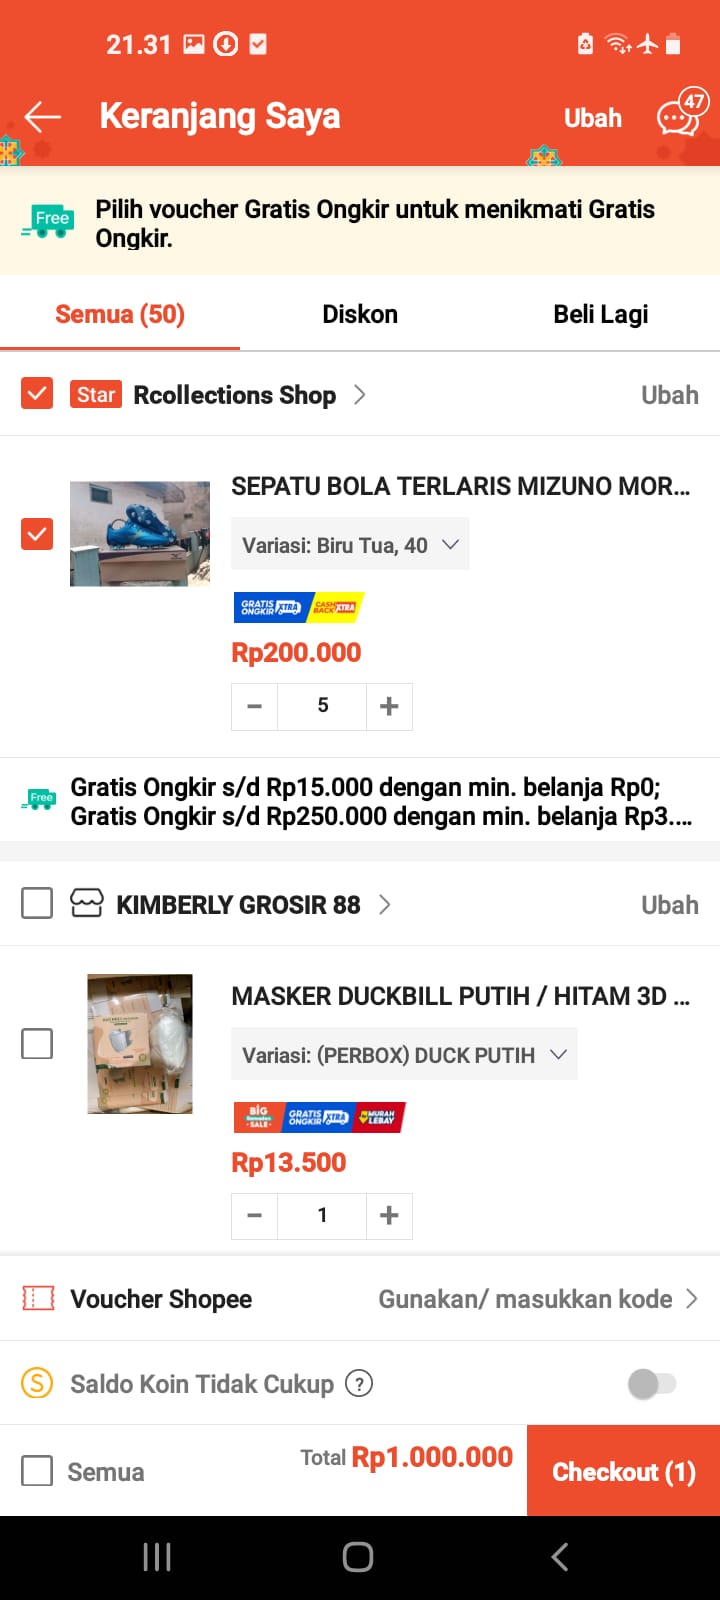 21.31
Keranjang Saya
Ubah
47
Free
Pilih voucher Gratis Ongkir untuk menikmati Gratis
Ongkir.
Semua (50)
Diskon
Beli Lagi
Star
Rcollections Shop
Ubah
SEPATU BOLA TERLARIS MIZUNO MOR...
Variasi: Biru Tua, 40
GRATIS ONGKIR XTRA
CASHBACK XTRA
Rp200.000
5
Free
Gratis Ongkir s/d Rp15.000 dengan min. belanja Rp0;
Gratis Ongkir s/d Rp250.000 dengan min. belanja Rp3....
KIMBERLY GROSIR 88
Ubah
MASKER DUCKBILL PUTIH / HITAM 3D ...
Variasi: (PERBOX) DUCK PUTIH
BIG Ramadan SALE
GRATIS ONGKIR XTRA
MURAH LEBAY
Rp13.500
1
Voucher Shopee
Gunakan/ masukkan kode
S
Saldo Koin Tidak Cukup
?
Semua
Total Rp1.000.000
Checkout (1)